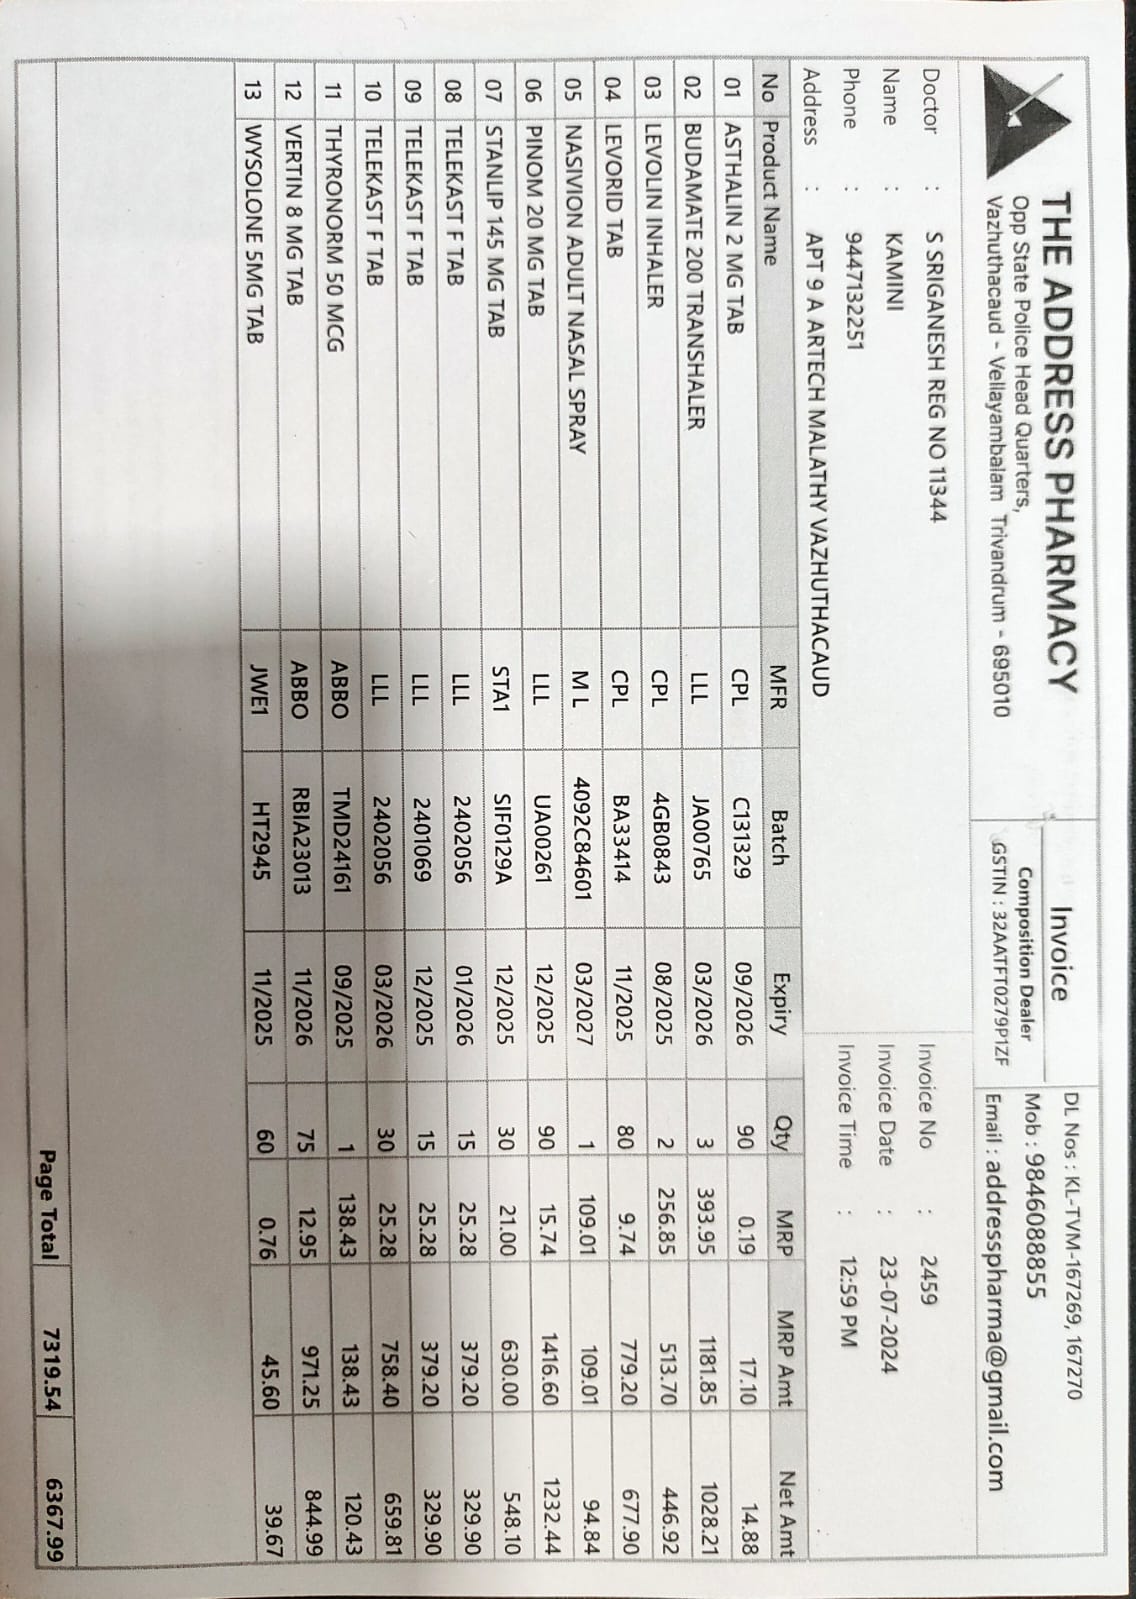 THE ADDRESS PHARMACY
Opp State Police Head Quarters,
Vazhuthacaud - Vellayambalam Trivandrum - 695010
Invoice
Composition Dealer
GSTIN : 32AATFT0279P1ZF
DL Nos : KL-TVM-167269, 167270
Mob : 9846088855
Email : addresspharma@gmail.com
Doctor : S SRIGANESH REG NO 11344
Name : KAMINI
Phone : 9447132251
Address : APT 9 A ARTECH MALATHY VAZHUTHACAUD
Invoice No : 2459
Invoice Date : 23-07-2024
Invoice Time : 12:59 PM
No Product Name MFR Batch Expiry Qty MRP MRP Amt Net Amt
01 ASTHALIN 2 MG TAB CPL C131329 09/2026 90 0.19 17.10 14.88
02 BUDAMATE 200 TRANSHALER LLL JA00765 03/2026 3 393.95 1181.85 1028.21
03 LEVOLIN INHALER CPL 4GB0843 08/2025 2 256.85 513.70 446.92
04 LEVORID TAB CPL BA33414 11/2025 80 9.74 779.20 677.90
05 NASIVION ADULT NASAL SPRAY M L 4092C84601 03/2027 1 109.01 109.01 94.84
06 PINOM 20 MG TAB LLL UA00261 12/2025 90 15.74 1416.60 1232.44
07 STANLIP 145 MG TAB STA1 SIF0129A 12/2025 30 21.00 630.00 548.10
08 TELEKAST F TAB LLL 2402056 01/2026 15 25.28 379.20 329.90
09 TELEKAST F TAB LLL 2401069 12/2025 15 25.28 379.20 329.90
10 TELEKAST F TAB LLL 2402056 03/2026 30 25.28 758.40 659.81
11 THYRONORM 50 MCG ABBO TMD24161 09/2025 1 138.43 138.43 120.43
12 VERTIN 8 MG TAB ABBO RBIA23013 11/2026 75 12.95 971.25 844.99
13 WYSOLONE 5MG TAB JWE1 HT2945 11/2025 60 0.76 45.60 39.67
Page Total 7319.54 6367.99